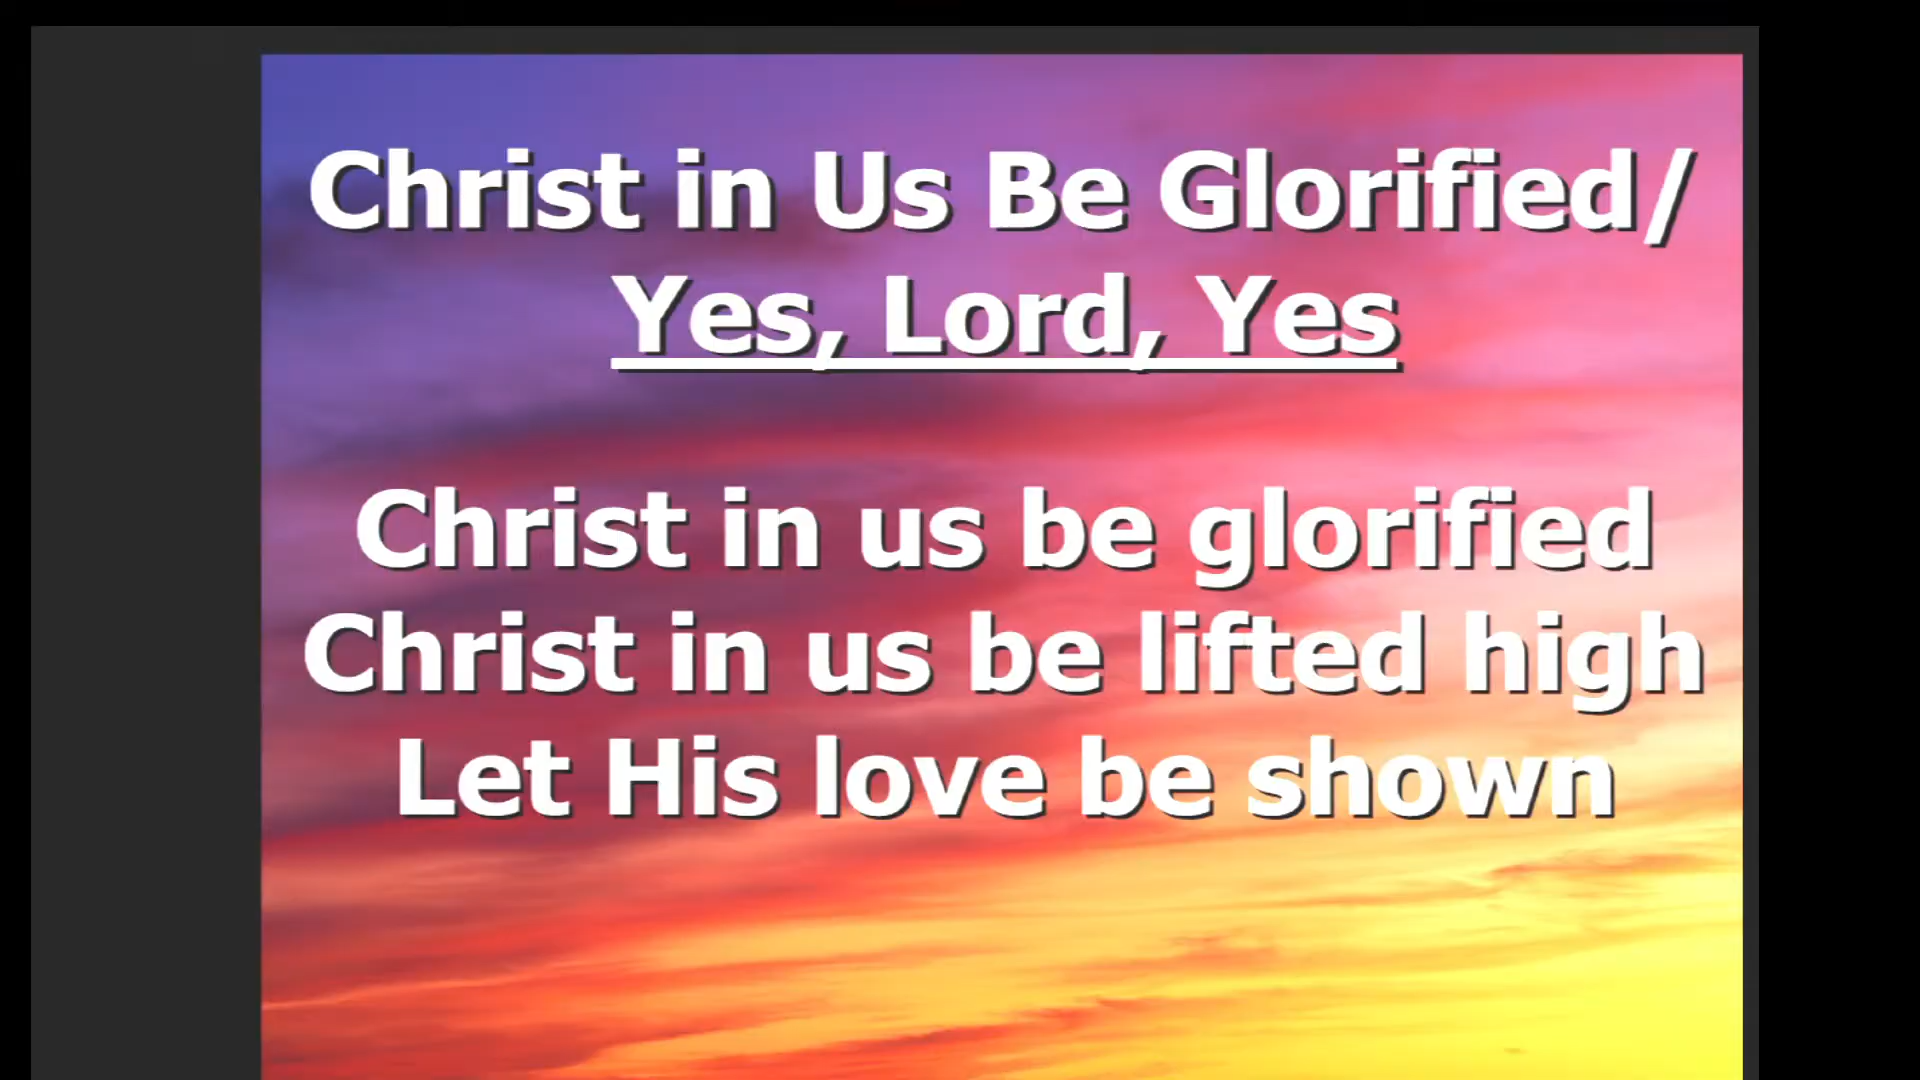 Christ in Us Be Glorified/
Yes, Lord, Yes
Christ in us be glorified
Christ in us be lifted high
Let His love be shown